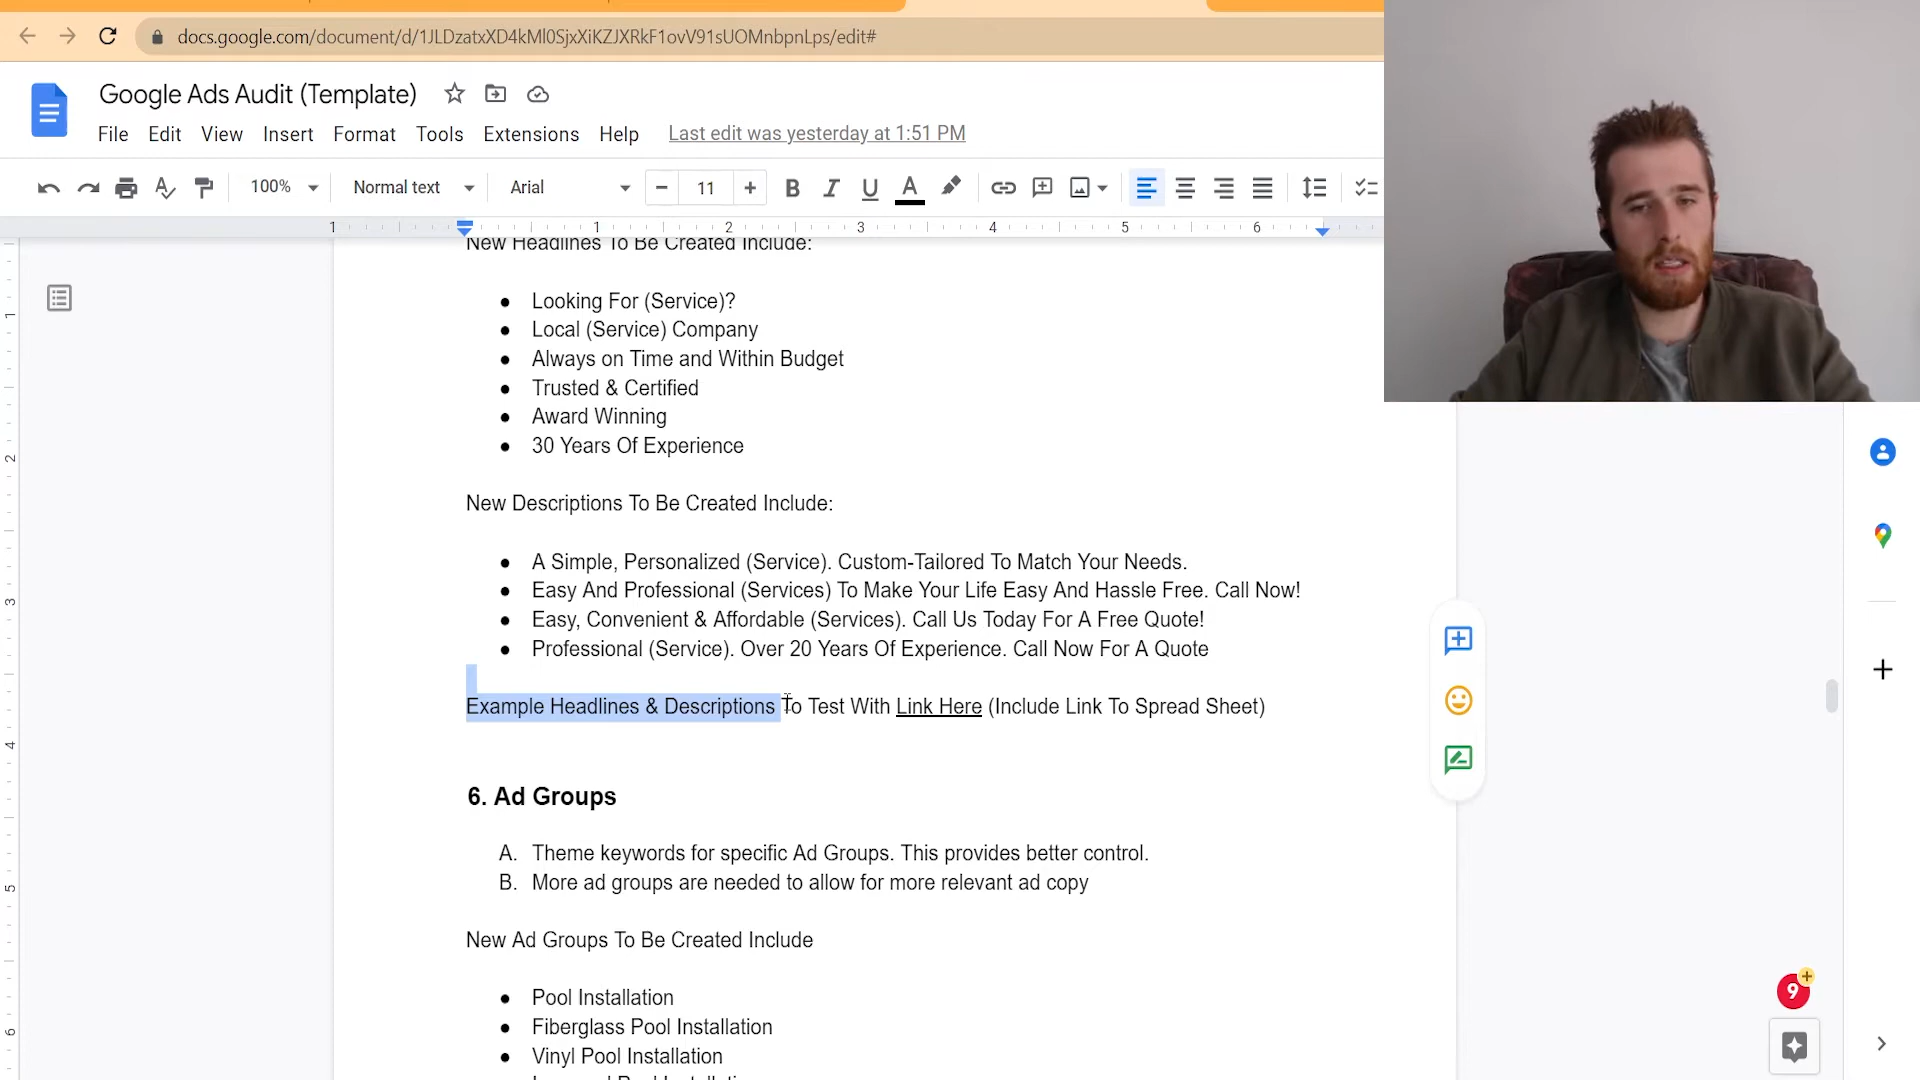 docs.google.com/document/d/1JLDzatxXD4kMl0SjxXiKZJXRkF1ovV91sUOMnbpnLps/edit#
Google Ads Audit (Template)
File Edit View Insert Format Tools Extensions Help Last edit was yesterday at 1:51 PM
100% Normal text Arial 11
1 1 2 3 4 5 6
New Headlines To Be Created Include:
● Looking For (Service)?
● Local (Service) Company
● Always on Time and Within Budget
● Trusted & Certified
● Award Winning
● 30 Years Of Experience
New Descriptions To Be Created Include:
● A Simple, Personalized (Service). Custom-Tailored To Match Your Needs.
● Easy And Professional (Services) To Make Your Life Easy And Hassle Free. Call Now!
● Easy, Convenient & Affordable (Services). Call Us Today For A Free Quote!
● Professional (Service). Over 20 Years Of Experience. Call Now For A Quote
Example Headlines & Descriptions To Test With Link Here (Include Link To Spread Sheet)
6. Ad Groups
A. Theme keywords for specific Ad Groups. This provides better control.
B. More ad groups are needed to allow for more relevant ad copy
New Ad Groups To Be Created Include
● Pool Installation
● Fiberglass Pool Installation
● Vinyl Pool Installation
9